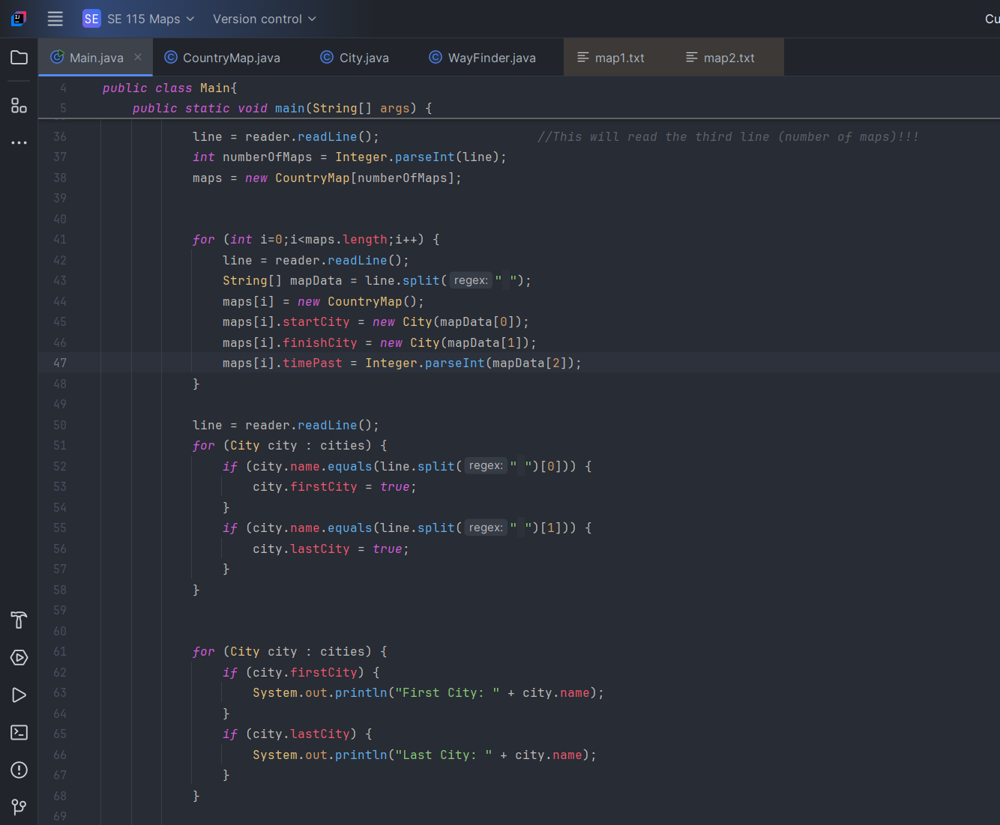 SE SE 115 Maps Version control Cu
Main.java CountryMap.java City.java WayFinder.java map1.txt map2.txt
4 public class Main{
5 public static void main(String[] args) {
36 line = reader.readLine(); //This will read the third line (number of maps)!!!
37 int numberOfMaps = Integer.parseInt(line);
38 maps = new CountryMap[numberOfMaps];
39
40
41 for (int i=0;i<maps.length;i++) {
42 line = reader.readLine();
43 String[] mapData = line.split( regex: " ");
44 maps[i] = new CountryMap();
45 maps[i].startCity = new City(mapData[0]);
46 maps[i].finishCity = new City(mapData[1]);
47 maps[i].timePast = Integer.parseInt(mapData[2]);
48 }
49
50 line = reader.readLine();
51 for (City city : cities) {
52 if (city.name.equals(line.split( regex: " ")[0])) {
53 city.firstCity = true;
54 }
55 if (city.name.equals(line.split( regex: " ")[1])) {
56 city.lastCity = true;
57 }
58 }
59
60
61 for (City city : cities) {
62 if (city.firstCity) {
63 System.out.println("First City: " + city.name);
64 }
65 if (city.lastCity) {
66 System.out.println("Last City: " + city.name);
67 }
68 }
69